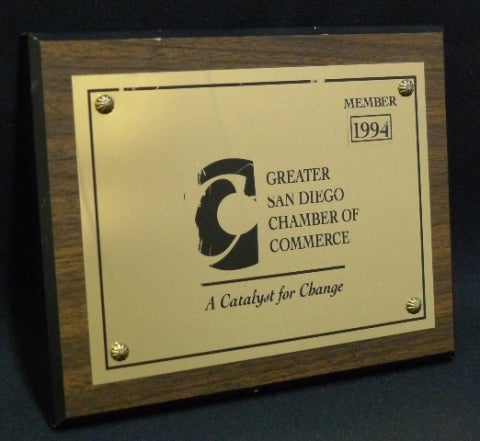 MEMBER
1994
GREATER
SAN DIEGO
CHAMBER OF
COMMERCE
A Catalyst for Change